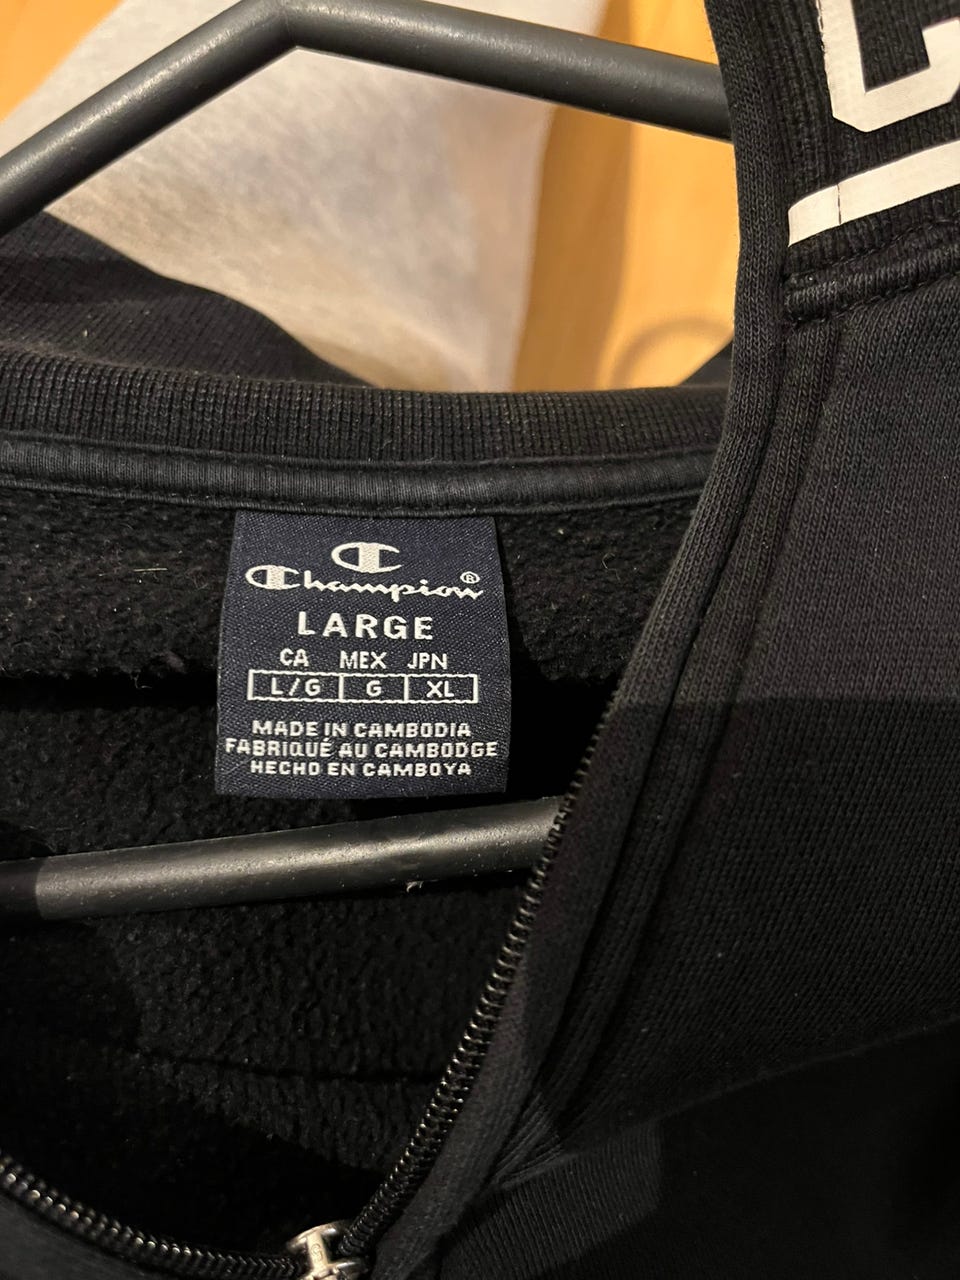 Champion®
LARGE
CA MEX JPN
L/G G XL
MADE IN CAMBODIA
FABRIQUÉ AU CAMBODGE
HECHO EN CAMBOYA